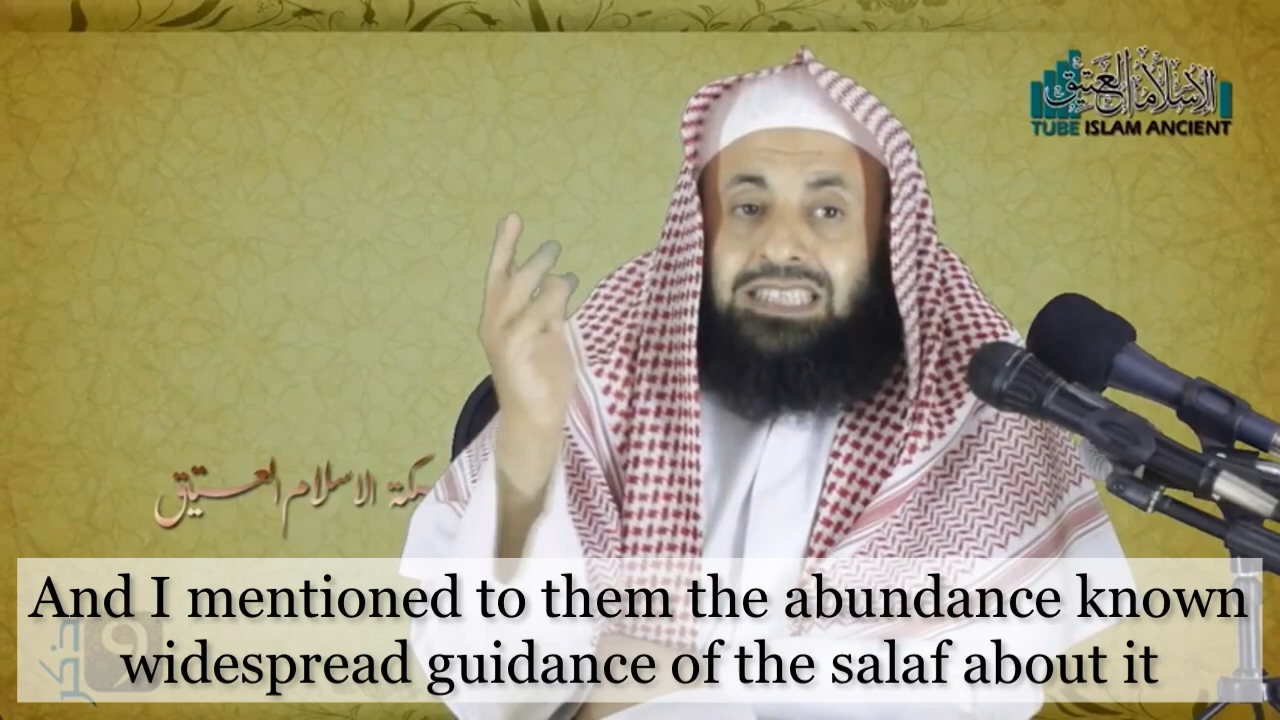 الإسلام العتيق
TUBE ISLAM ANCIENT
الاسلام العتيق
And I mentioned to them the abundance known
widespread guidance of the salaf about it